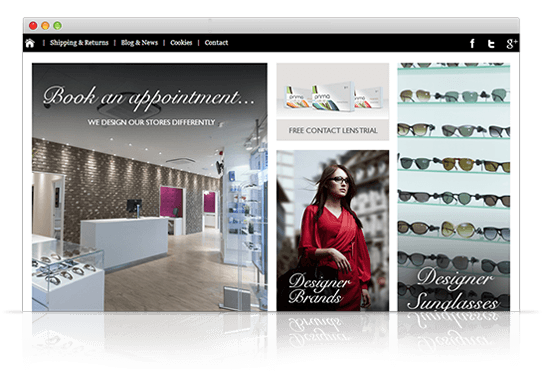 Shipping & Returns | Blog & News | Cookies | Contact
Book an appointment...
WE DESIGN OUR STORES DIFFERENTLY
prima
FREE CONTACT LENS TRIAL
Designer
Brands
Designer
Sunglasses